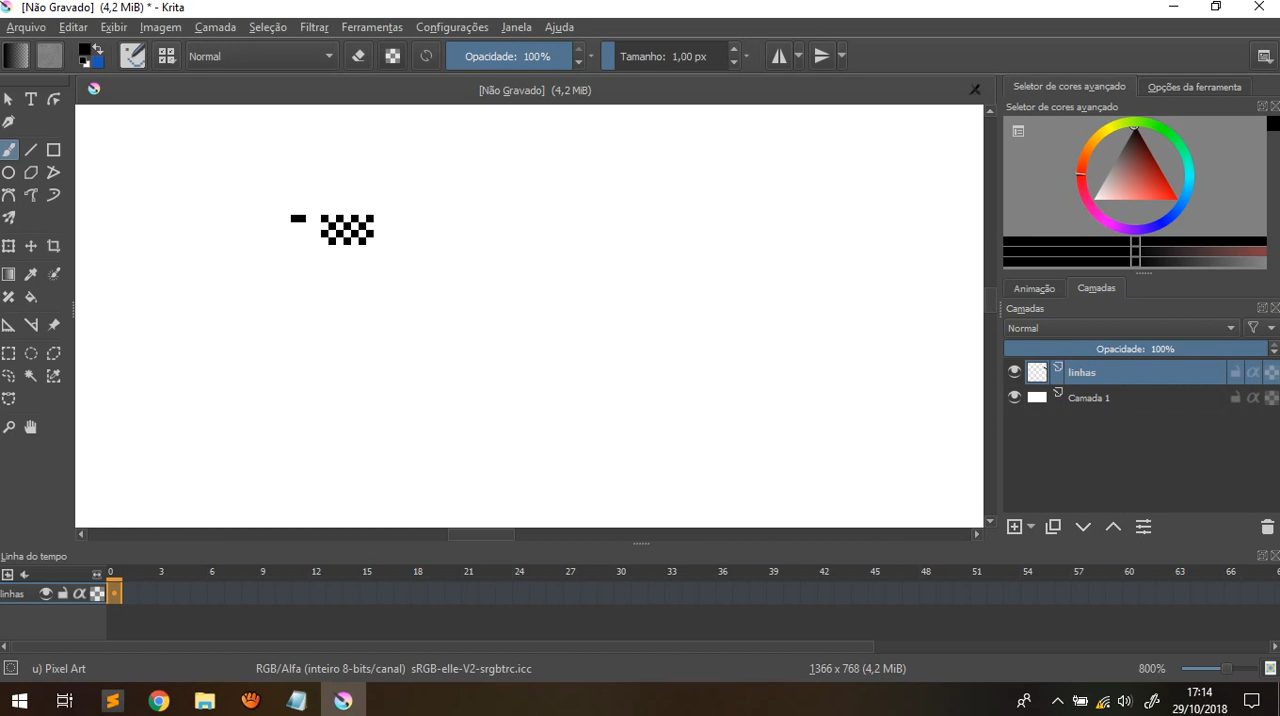 [Não Gravado] (4,2 MiB) * - Krita
Arquivo Editar Exibir Imagem Camada Seleção Filtrar Ferramentas Configurações Janela Ajuda
Normal Opacidade: 100% Tamanho: 1,00 px
[Não Gravado] (4,2 MiB)
Seletor de cores avançado Opções da ferramenta
Seletor de cores avançado
Animação Camadas
Camadas
Normal
Opacidade: 100%
linhas
Camada 1
Linha do tempo
0 3 6 9 12 15 18 21 24 27 30 33 36 39 42 45 48 51 54 57 60 63 66
linhas
u) Pixel Art RGB/Alfa (inteiro 8-bits/canal) sRGB-elle-V2-srgbtrc.icc 1366 x 768 (4,2 MiB) 800%
17:14
29/10/2018